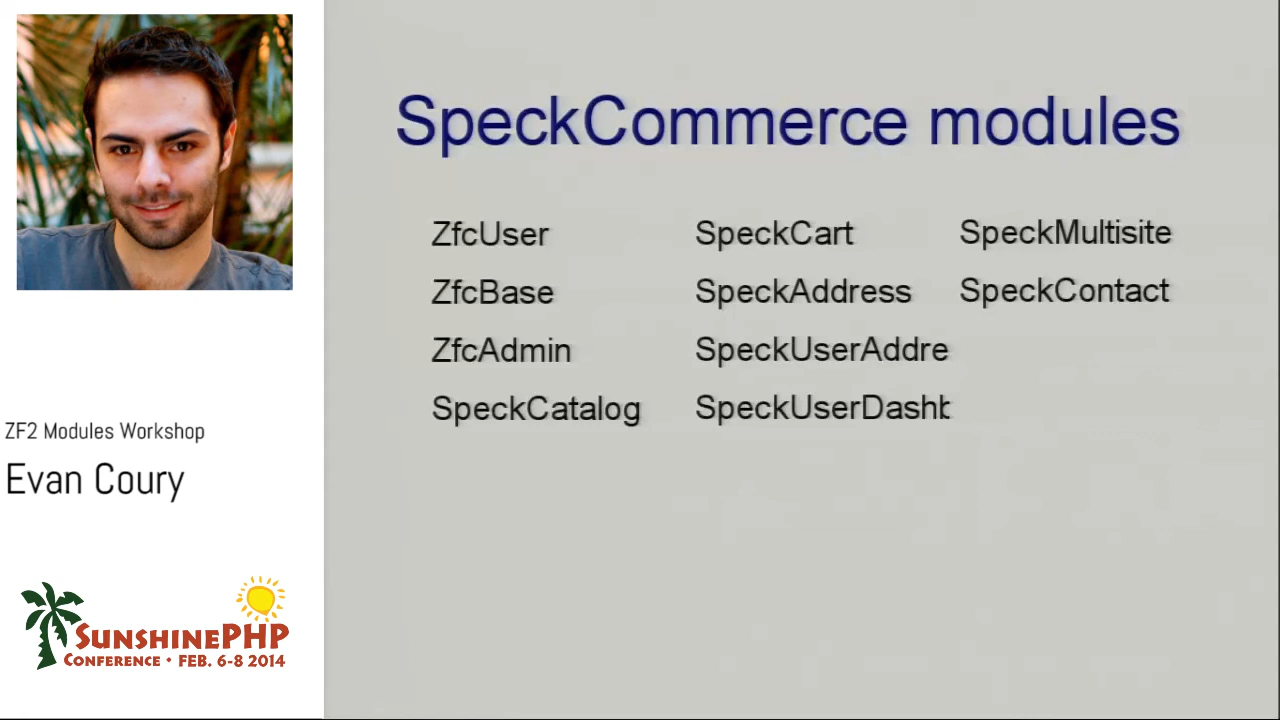 SpeckCommerce modules
ZfcUser
ZfcBase
ZfcAdmin
SpeckCatalog
SpeckCart
SpeckAddress
SpeckUserAddre
SpeckUserDasht
SpeckMultisite
SpeckContact
ZF2 Modules Workshop
Evan Coury
SUNSHINEPHP
CONFERENCE • FEB. 6-8 2014